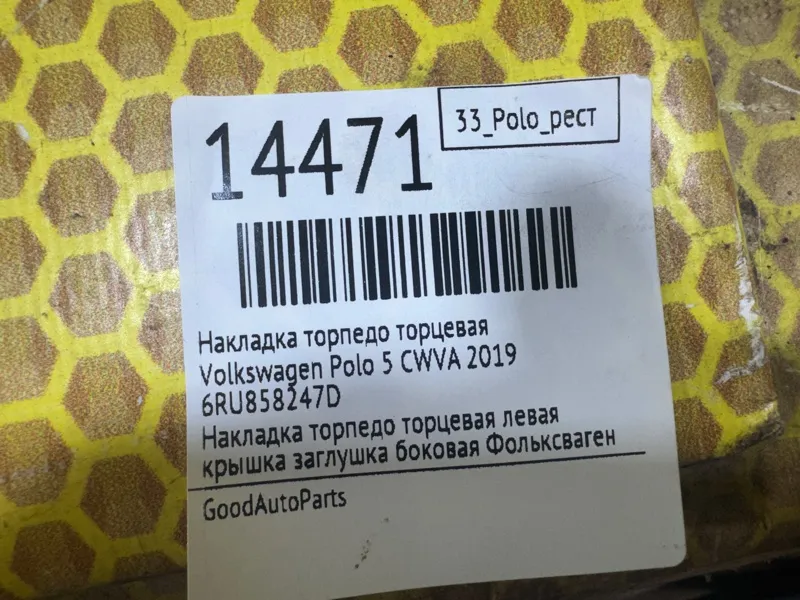 14471
33_Polo_рест
Накладка торпедо торцевая
Volkswagen Polo 5 CWVA 2019
6RU858247D
Накладка торпедо торцевая левая
крышка заглушка боковая Фольксваген
GoodAutoParts